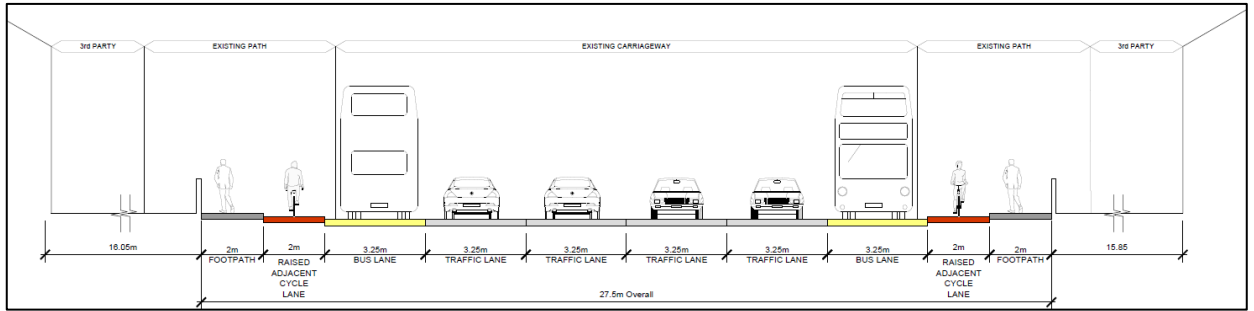 3rd PARTY
EXISTING PATH
EXISTING CARRIAGEWAY
EXISTING PATH
3rd PARTY
16.05m
2m
FOOTPATH
2m
RAISED
ADJACENT
CYCLE
LANE
3.25m
BUS LANE
3.25m
TRAFFIC LANE
3.25m
TRAFFIC LANE
3.25m
TRAFFIC LANE
3.25m
TRAFFIC LANE
3.25m
BUS LANE
2m
RAISED
ADJACENT
CYCLE
LANE
2m
FOOTPATH
15.85
27.5m Overall